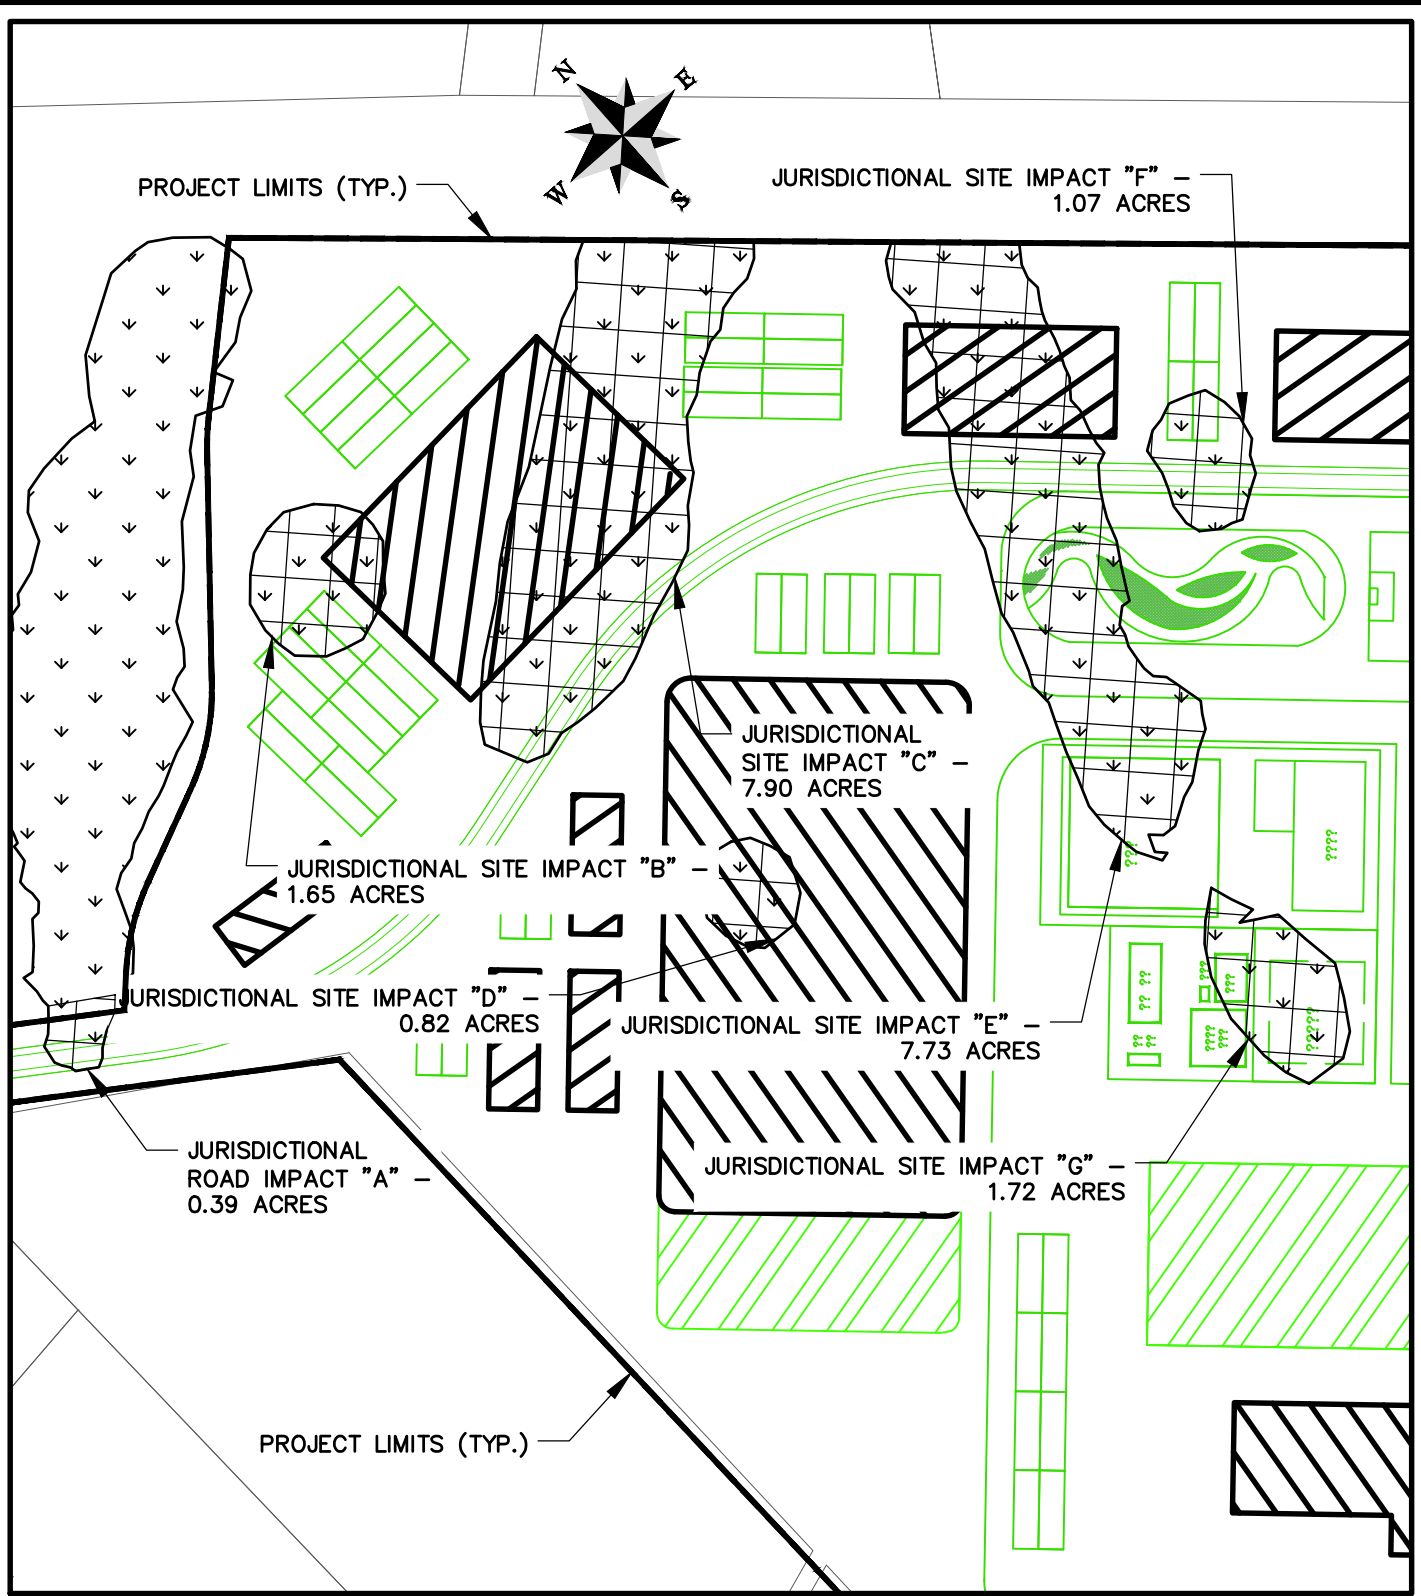 N
E
W
S
PROJECT LIMITS (TYP.)
JURISDICTIONAL SITE IMPACT "F" –
1.07 ACRES
JURISDICTIONAL
SITE IMPACT "C" –
7.90 ACRES
JURISDICTIONAL SITE IMPACT "B" –
1.65 ACRES
????
????
JURISDICTIONAL SITE IMPACT "D" –
0.82 ACRES
JURISDICTIONAL SITE IMPACT "E" –
7.73 ACRES
?? ??
???
???
??
??
????
???
?????
JURISDICTIONAL
ROAD IMPACT "A" –
0.39 ACRES
JURISDICTIONAL SITE IMPACT "G" –
1.72 ACRES
PROJECT LIMITS (TYP.)